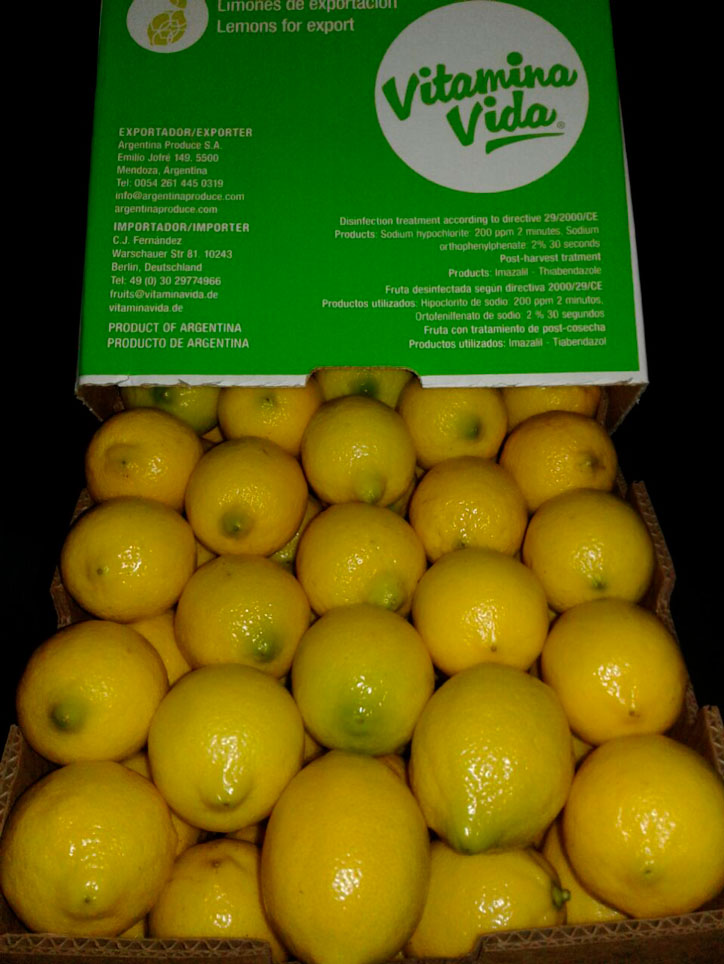 Limones de exportación
Lemons for export
Vitamina
Vida®
EXPORTADOR/EXPORTER
Argentina Produce S.A.
Emilio Jofré 149. 5500
Mendoza, Argentina
Tel: 0054 261 445 0319
info@argentinaproduce.com
argentinaproduce.com
IMPORTADOR/IMPORTER
C.J. Fernández
Warschauer Str 81. 10243
Berlin, Deutschland
Tel: 49 (0) 30 29774966
fruits@vitaminavida.de
vitaminavida.de
PRODUCT OF ARGENTINA
PRODUCTO DE ARGENTINA
Disinfection treatment according to directive 29/2000/CE
Products: Sodium hypochlorite: 200 ppm 2 minutes. Sodium
orthophenylphenate: 2% 30 seconds
Post-harvest tratment
Products: Imazalil - Thiabendazole
Fruta desinfectada según directiva 2000/29/CE
Productos utilizados: Hipoclorito de sodio: 200 ppm 2 minutos.
Ortofenilfenato de sodio: 2 % 30 segundos
Fruta con tratamiento de post-cosecha
Productos utilizados: Imazalil - Tiabendazol